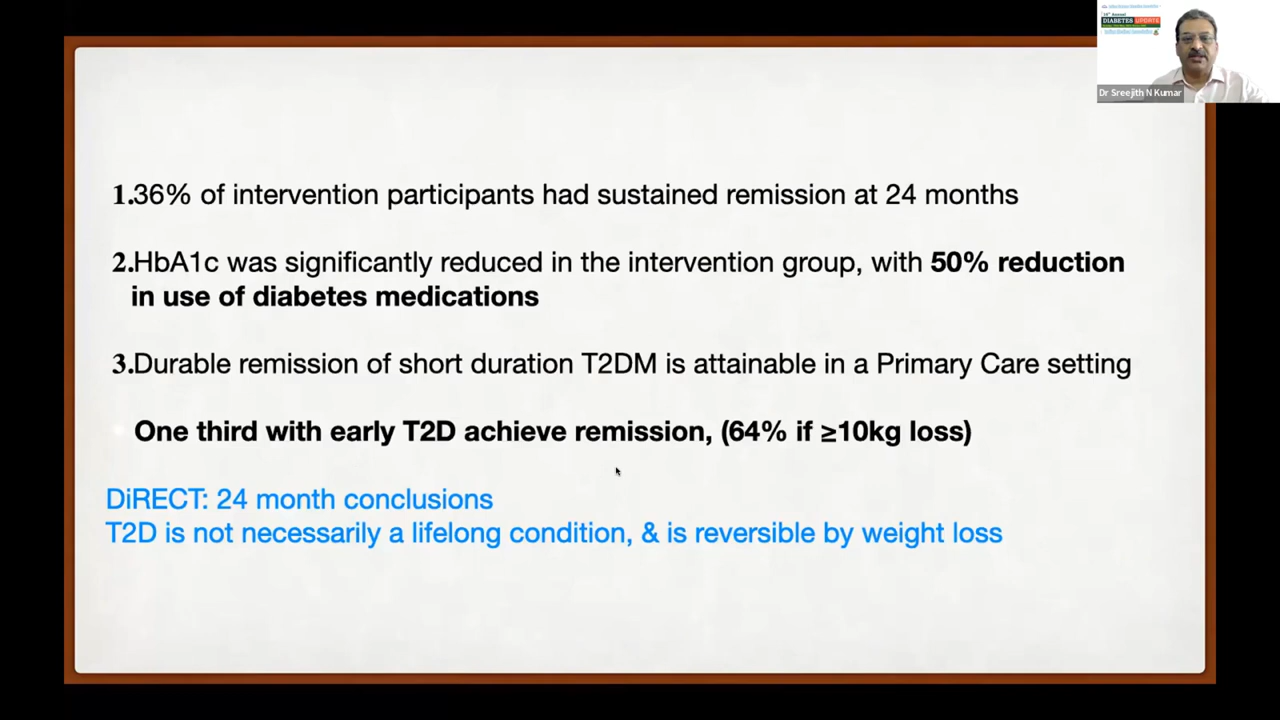 DIABETES UPDATE
Dr Sreejith N Kumar
1.36% of intervention participants had sustained remission at 24 months
2.HbA1c was significantly reduced in the intervention group, with 50% reduction
in use of diabetes medications
3.Durable remission of short duration T2DM is attainable in a Primary Care setting
One third with early T2D achieve remission, (64% if ≥10kg loss)
DiRECT: 24 month conclusions
T2D is not necessarily a lifelong condition, & is reversible by weight loss